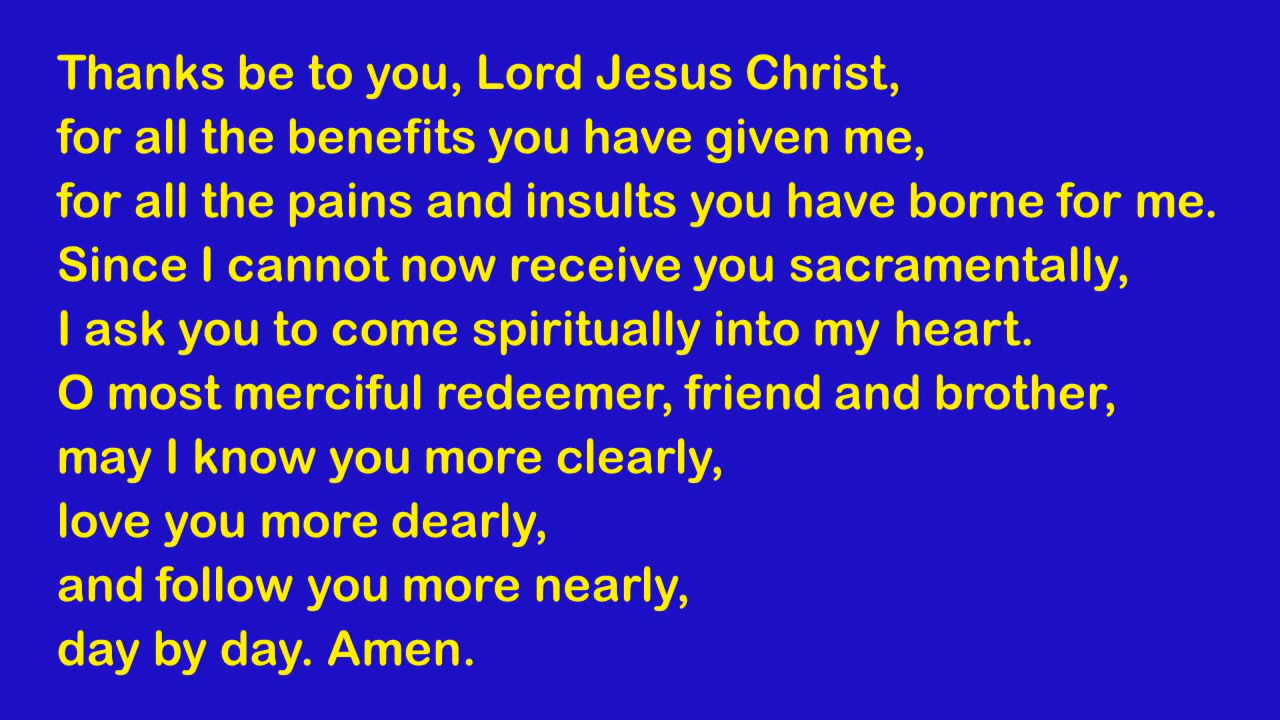 Thanks be to you, Lord Jesus Christ,
for all the benefits you have given me,
for all the pains and insults you have borne for me.
Since I cannot now receive you sacramentally,
I ask you to come spiritually into my heart.
O most merciful redeemer, friend and brother,
may I know you more clearly,
love you more dearly,
and follow you more nearly,
day by day. Amen.